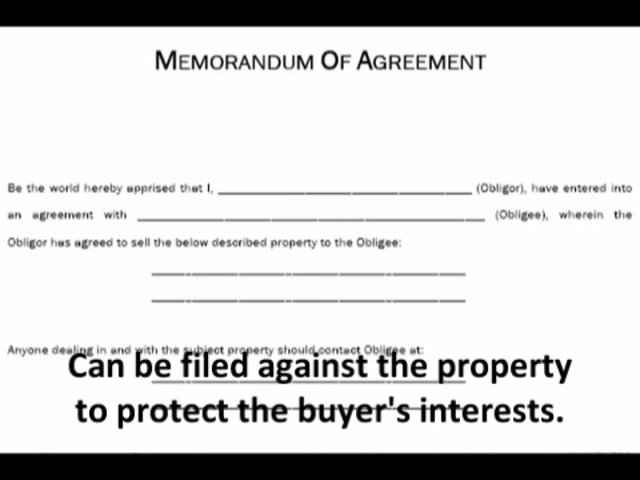 MEMORANDUM OF AGREEMENT
Be the world hereby apprised that I, (Obligor), have entered into
an agreement with (Obligee), wherein the
Obligor has agreed to sell the below described property to the Obligee:
Anyone dealing in and with the subject property should contact Obligee at:
Can be filed against the property
to protect the buyer's interests.